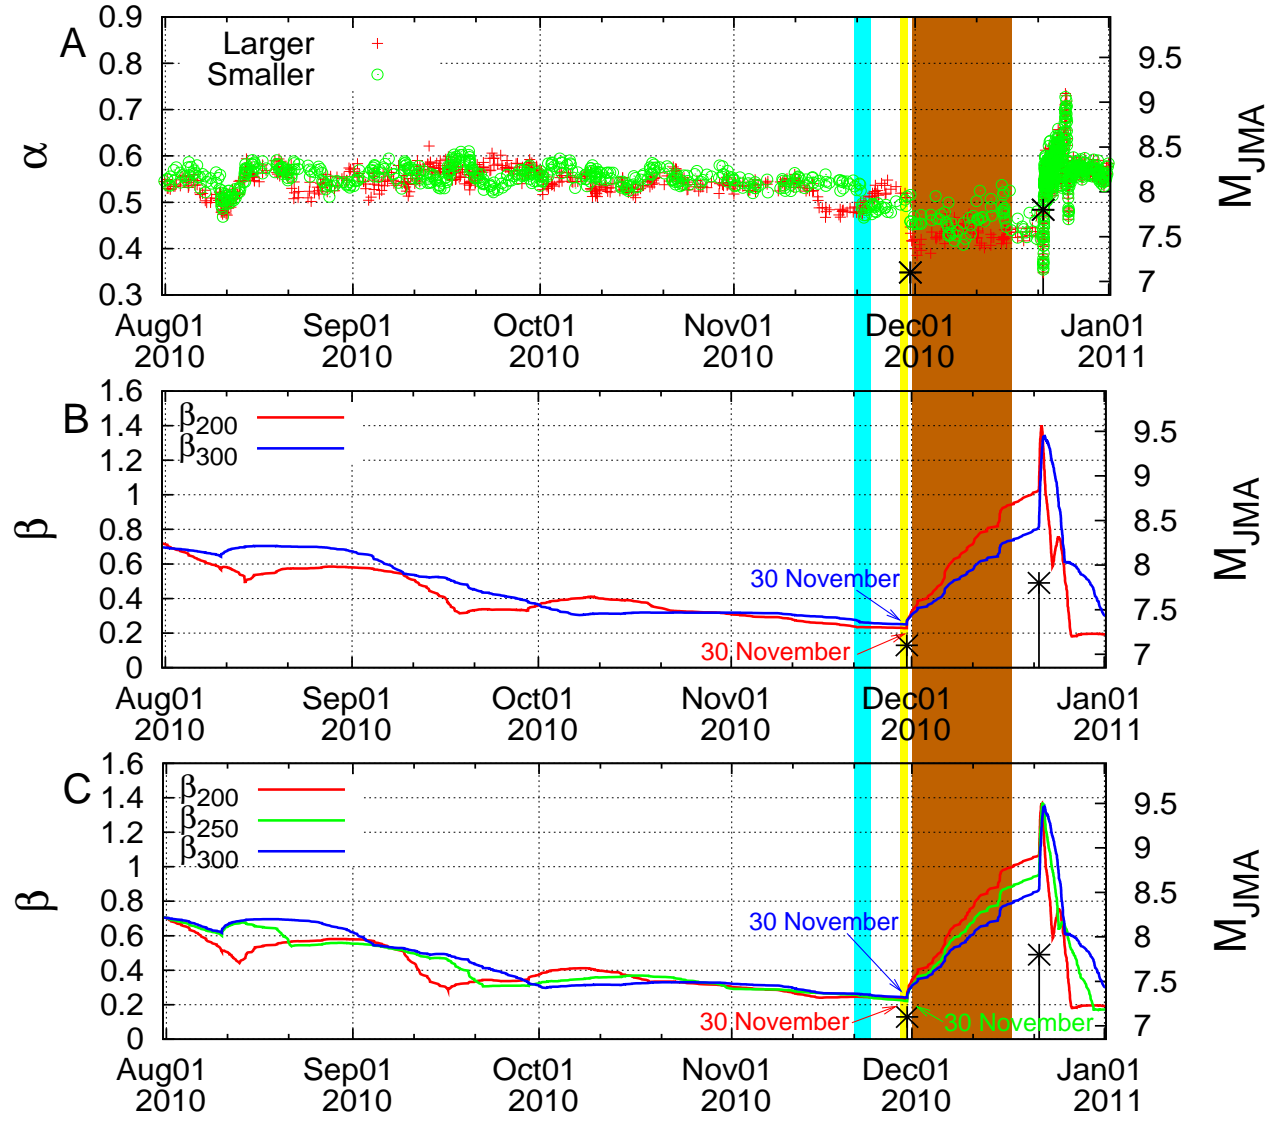 A
Larger
Smaller
0.9
0.8
0.7
0.6
0.5
0.4
0.3
α
9.5
9
8.5
8
7.5
7
M_JMA
Aug01 2010
Sep01 2010
Oct01 2010
Nov01 2010
Dec01 2010
Jan01 2011
B
β200
β300
1.6
1.4
1.2
1
0.8
0.6
0.4
0.2
0
β
30 November
30 November
9.5
9
8.5
8
7.5
7
M_JMA
Aug01 2010
Sep01 2010
Oct01 2010
Nov01 2010
Dec01 2010
Jan01 2011
C
β200
β250
β300
1.6
1.4
1.2
1
0.8
0.6
0.4
0.2
0
β
30 November
30 November
30 November
9.5
9
8.5
8
7.5
7
M_JMA
Aug01 2010
Sep01 2010
Oct01 2010
Nov01 2010
Dec01 2010
Jan01 2011